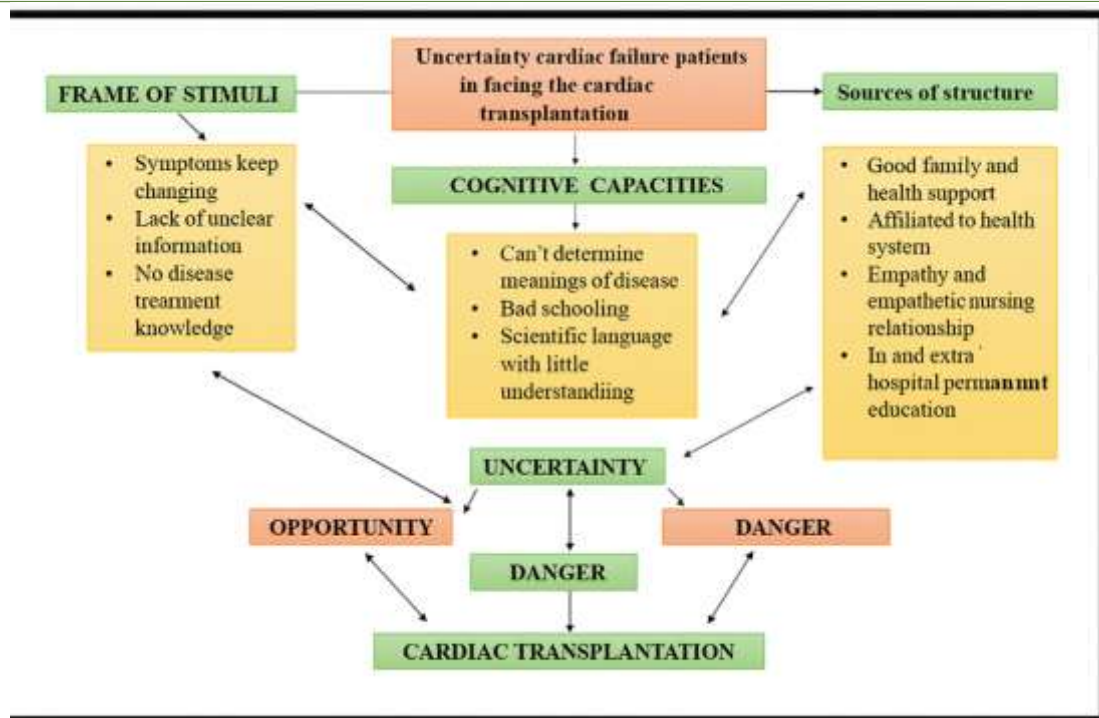 Uncertainty cardiac failure patients
in facing the cardiac
transplantation
FRAME OF STIMULI
Sources of structure
• Symptoms keep
changing
• Lack of unclear
information
• No disease
trearment
knowledge
COGNITIVE CAPACITIES
• Can't determine
meanings of disease
• Bad schooling
• Scientific language
with little
understandiing
• Good family and
health support
• Affiliated to health
system
• Empathy and
empathetic nursing
relationship
• In and extra'
hospital permanmt
education
UNCERTAINTY
OPPORTUNITY
DANGER
DANGER
CARDIAC TRANSPLANTATION